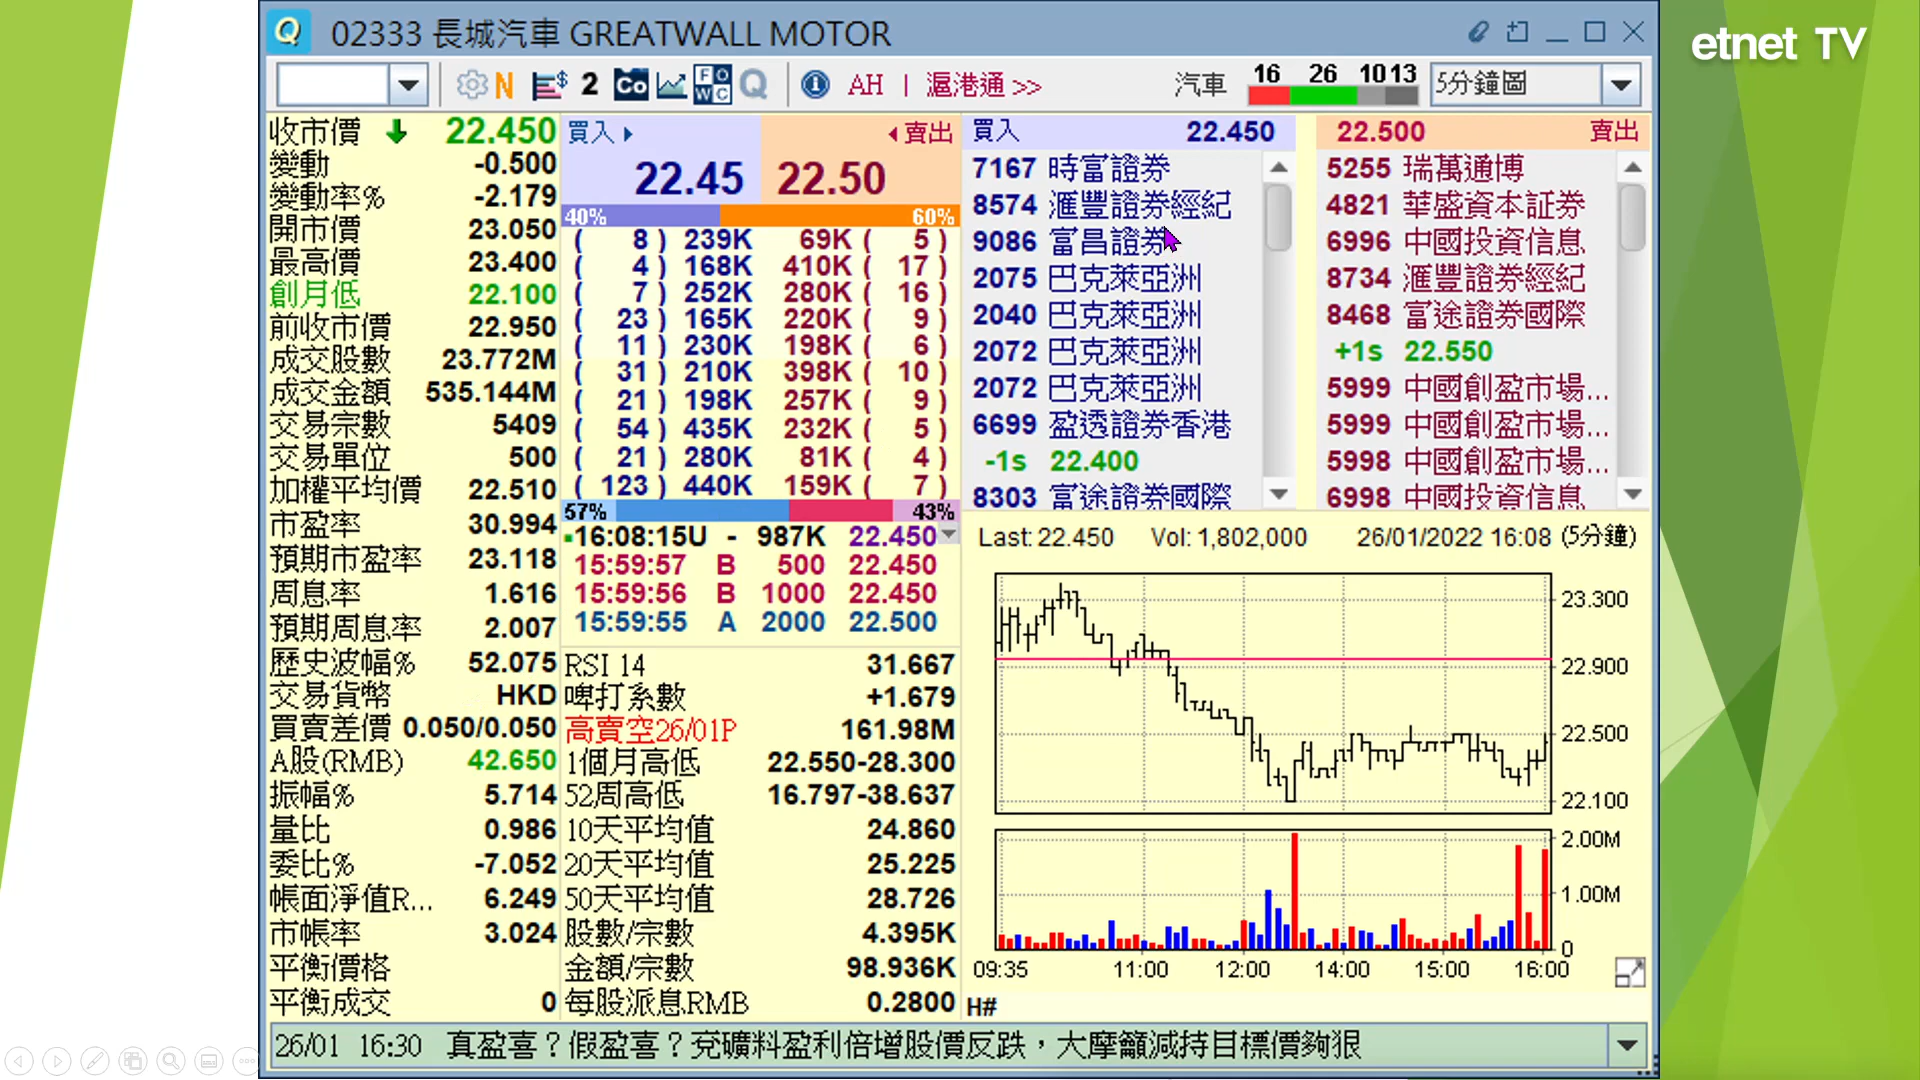 02333 長城汽車 GREATWALL MOTOR
etnet TV
N 2 Co F O W C Q AH | 滬港通 >> 汽車 16 26 10 13 5分鐘圖
收市價 22.450
變動 -0.500
變動率% -2.179
開市價 23.050
最高價 23.400
創月低 22.100
前收市價 22.950
成交股數 23.772M
成交金額 535.144M
交易宗數 5409
交易單位 500
加權平均價 22.510
市盈率 30.994
預期市盈率 23.118
周息率 1.616
預期周息率 2.007
歷史波幅% 52.075
交易貨幣 HKD
買賣差價 0.050/0.050
A股(RMB) 42.650
振幅% 5.714
量比 0.986
委比% -7.052
帳面淨值R... 6.249
市帳率 3.024
平衡價格
平衡成交 0
買入 賣出
22.45 22.50
40% 60%
( 8 ) 239K 69K ( 5 )
( 4 ) 168K 410K ( 17 )
( 7 ) 252K 280K ( 16 )
( 23 ) 165K 220K ( 9 )
( 11 ) 230K 198K ( 6 )
( 31 ) 210K 398K ( 10 )
( 21 ) 198K 257K ( 9 )
( 54 ) 435K 232K ( 5 )
( 21 ) 280K 81K ( 4 )
( 123 ) 440K 159K ( 7 )
57% 43%
16:08:15U - 987K 22.450
15:59:57 B 500 22.450
15:59:56 B 1000 22.450
15:59:55 A 2000 22.500
RSI 14 31.667
啤打系數 +1.679
高賣空26/01P 161.98M
1個月高低 22.550-28.300
52周高低 16.797-38.637
10天平均值 24.860
20天平均值 25.225
50天平均值 28.726
股數/宗數 4.395K
金額/宗數 98.936K
每股派息RMB 0.2800
買入 22.450
7167 時富證券
8574 滙豐證券經紀
9086 富昌證券
2075 巴克萊亞洲
2040 巴克萊亞洲
2072 巴克萊亞洲
2072 巴克萊亞洲
6699 盈透證券香港
-1s 22.400
8303 富途證券國際
22.500 賣出
5255 瑞萬通博
4821 華盛資本証券
6996 中國投資信息
8734 滙豐證券經紀
8468 富途證券國際
+1s 22.550
5999 中國創盈市場...
5999 中國創盈市場...
5998 中國創盈市場...
6998 中國投資信息
Last: 22.450 Vol: 1,802,000 26/01/2022 16:08 (5分鐘)
23.300
22.900
22.500
22.100
2.00M
1.00M
0
09:35 11:00 12:00 14:00 15:00 16:00
H#
26/01 16:30 真盈喜？假盈喜？兗礦料盈利倍增股價反跌，大摩籲減持目標價夠狠